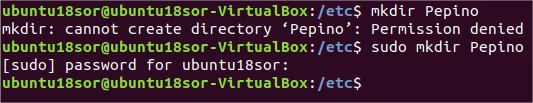 ubuntu18sor@ubuntu18sor-VirtualBox:/etc$ mkdir Pepino
mkdir: cannot create directory ‘Pepino’: Permission denied
ubuntu18sor@ubuntu18sor-VirtualBox:/etc$ sudo mkdir Pepino
[sudo] password for ubuntu18sor:
ubuntu18sor@ubuntu18sor-VirtualBox:/etc$